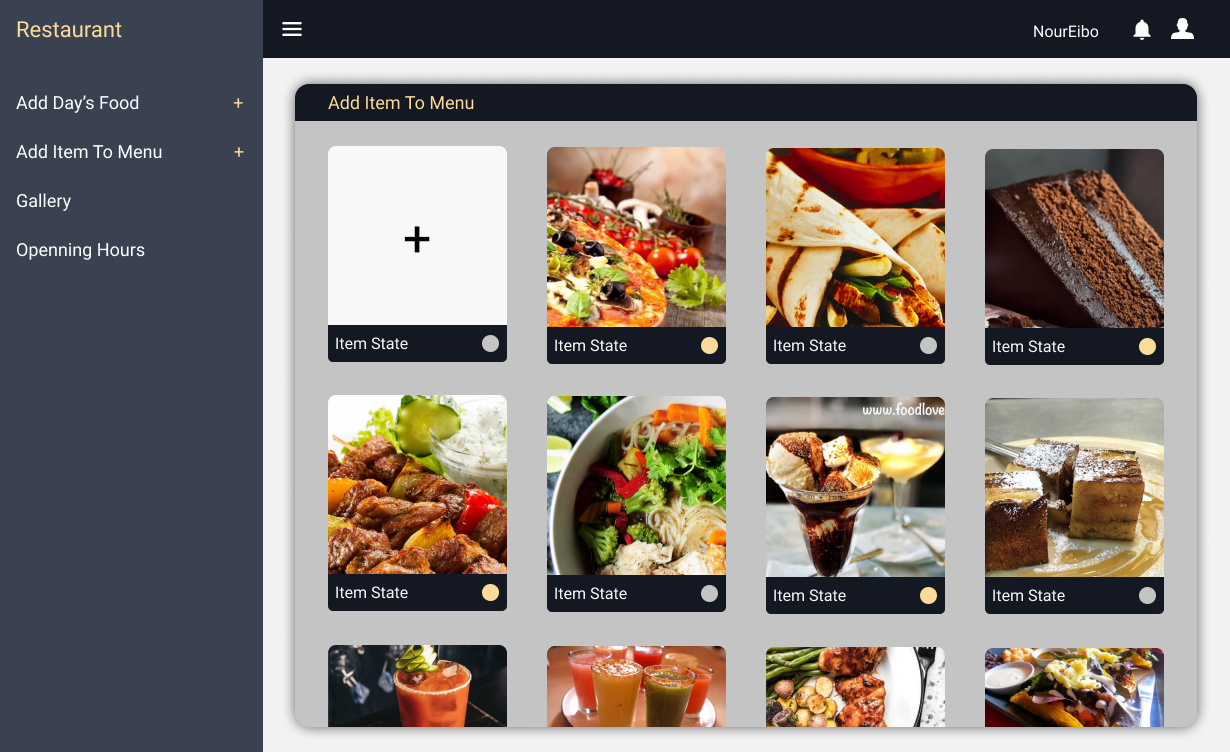 Restaurant
NourEibo
Add Day’s Food +
Add Item To Menu +
Gallery
Openning Hours
Add Item To Menu
+
Item State
Item State
Item State
Item State
www.foodlove
Item State
Item State
Item State
Item State